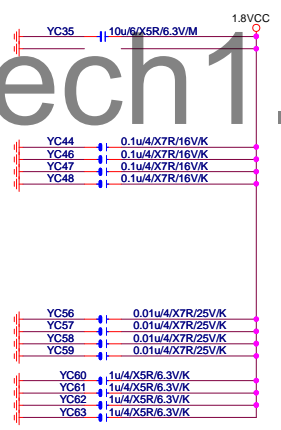 1.8VCC
YC35 10u/6/X5R/6.3V/M
ech1.
YC44 0.1u/4/X7R/16V/K
YC46 0.1u/4/X7R/16V/K
YC47 0.1u/4/X7R/16V/K
YC48 0.1u/4/X7R/16V/K
YC56 0.01u/4/X7R/25V/K
YC57 0.01u/4/X7R/25V/K
YC58 0.01u/4/X7R/25V/K
YC59 0.01u/4/X7R/25V/K
YC60 1u/4/X5R/6.3V/K
YC61 1u/4/X5R/6.3V/K
YC62 1u/4/X5R/6.3V/K
YC63 1u/4/X5R/6.3V/K